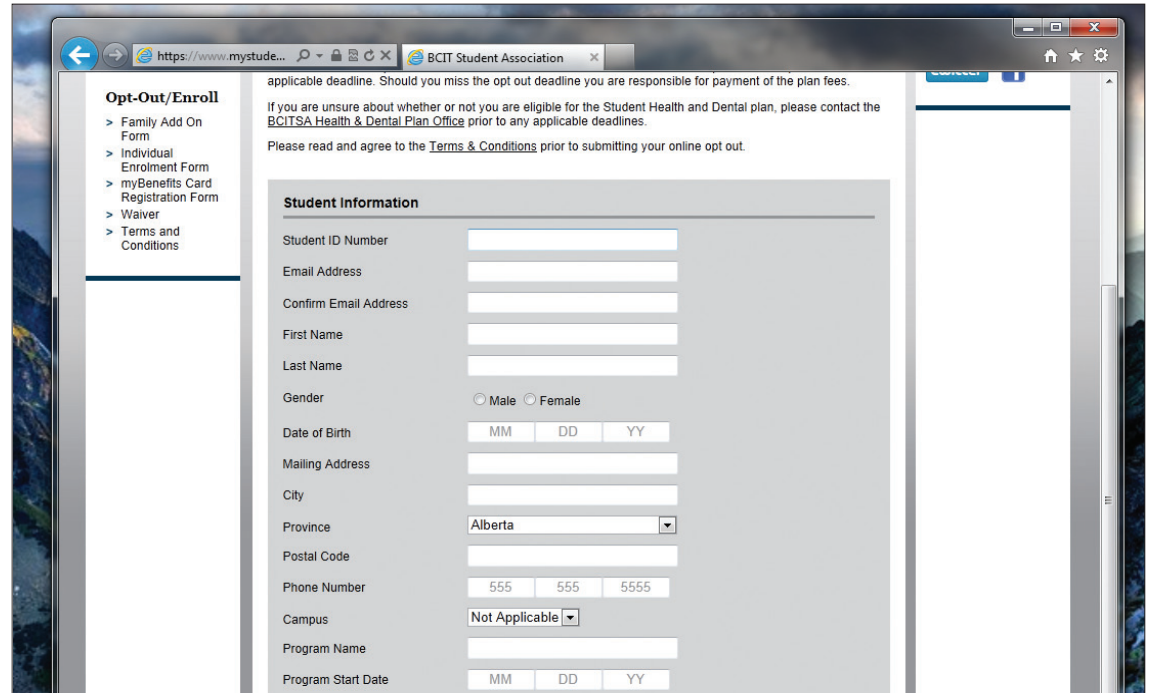 https://www.mystude...
BCIT Student Association
applicable deadline. Should you miss the opt out deadline you are responsible for payment of the plan fees.
If you are unsure about whether or not you are eligible for the Student Health and Dental plan, please contact the
BCITSA Health & Dental Plan Office prior to any applicable deadlines.
Please read and agree to the Terms & Conditions prior to submitting your online opt out.
Opt-Out/Enroll
> Family Add On
Form
> Individual
Enrolment Form
> myBenefits Card
Registration Form
> Waiver
> Terms and
Conditions
Student Information
Student ID Number
Email Address
Confirm Email Address
First Name
Last Name
Gender Male Female
Date of Birth MM DD YY
Mailing Address
City
Province Alberta
Postal Code
Phone Number 555 555 5555
Campus Not Applicable
Program Name
Program Start Date MM DD YY